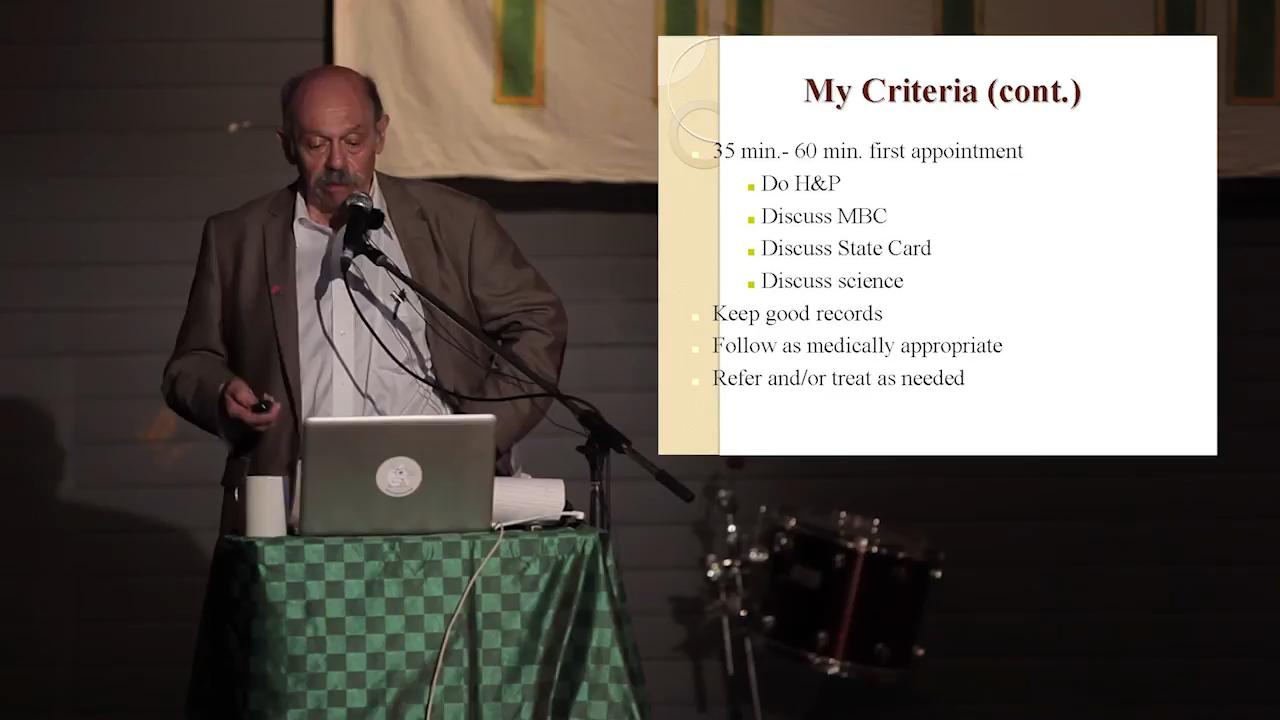 My Criteria (cont.)
35 min.- 60 min. first appointment
Do H&P
Discuss MBC
Discuss State Card
Discuss science
Keep good records
Follow as medically appropriate
Refer and/or treat as needed